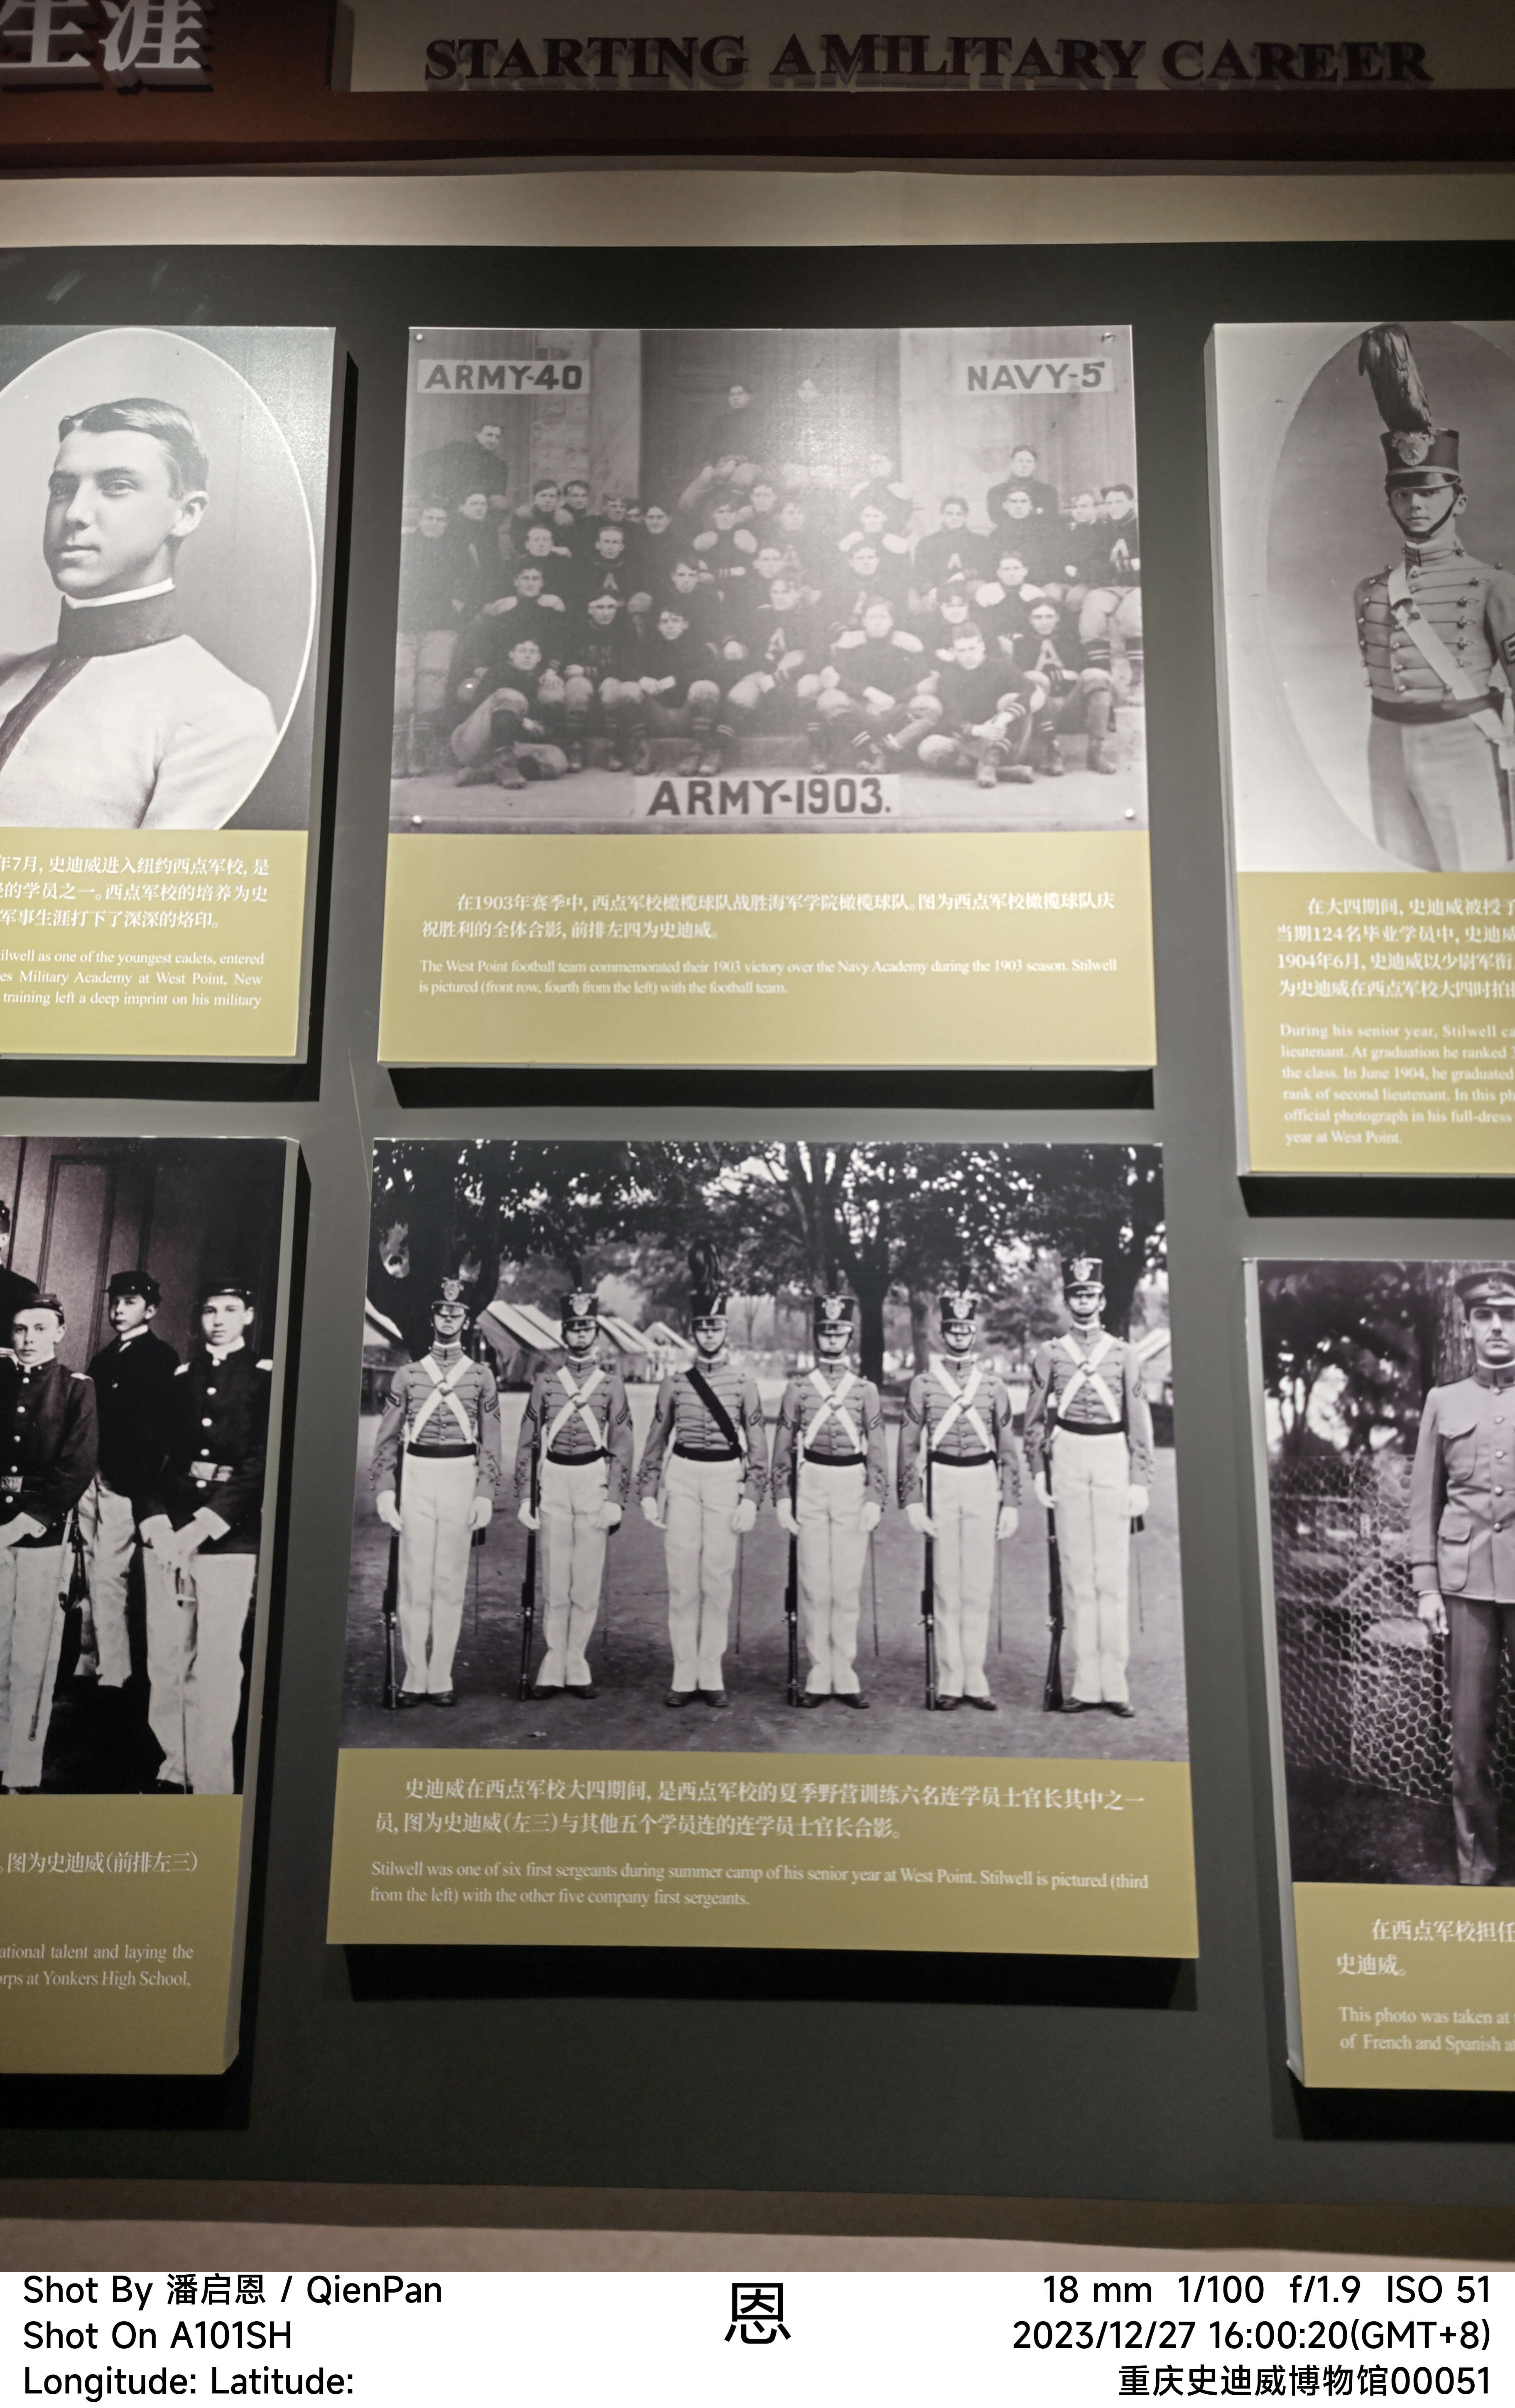 生涯
STARTING AMILITARY CAREER
ARMY-40
NAVY-5
ARMY-1903.
年7月, 史迪威进入纽约西点军校, 是
的学员之一。西点军校的培养为史
军事生涯打下了深深的烙印。
ilwell as one of the youngest cadets, entered
es Military Academy at West Point, New
training left a deep imprint on his military
在1903年赛季中, 西点军校橄榄球队战胜海军学院橄榄球队。图为西点军校橄榄球队庆
祝胜利的全体合影, 前排左四为史迪威。
The West Point football team commemorated their 1903 victory over the Navy Academy during the 1903 season. Stilwell
is pictured (front row, fourth from the left) with the football team.
在大四期间, 史迪威被授予
当期124名毕业学员中, 史迪威
1904年6月, 史迪威以少尉军衔
为史迪威在西点军校大四时拍
During his senior year, Stilwell ca
lieutenant. At graduation he ranked 3
the class. In June 1904, he graduated
rank of second lieutenant. In this ph
official photograph in his full-dress
year at West Point.
。图为史迪威(前排左三)
ational talent and laying the
orps at Yonkers High School,
史迪威在西点军校大四期间, 是西点军校的夏季野营训练六名连学员士官长其中之一
员, 图为史迪威(左三)与其他五个学员连的连学员士官长合影。
Stilwell was one of six first sergeants during summer camp of his senior year at West Point. Stilwell is pictured (third
from the left) with the other five company first sergeants.
在西点军校担任
史迪威。
This photo was taken at
of French and Spanish a
Shot By 潘启恩 / QienPan
Shot On A101SH
Longitude: Latitude:
恩
18 mm 1/100 f/1.9 ISO 51
2023/12/27 16:00:20(GMT+8)
重庆史迪威博物馆00051